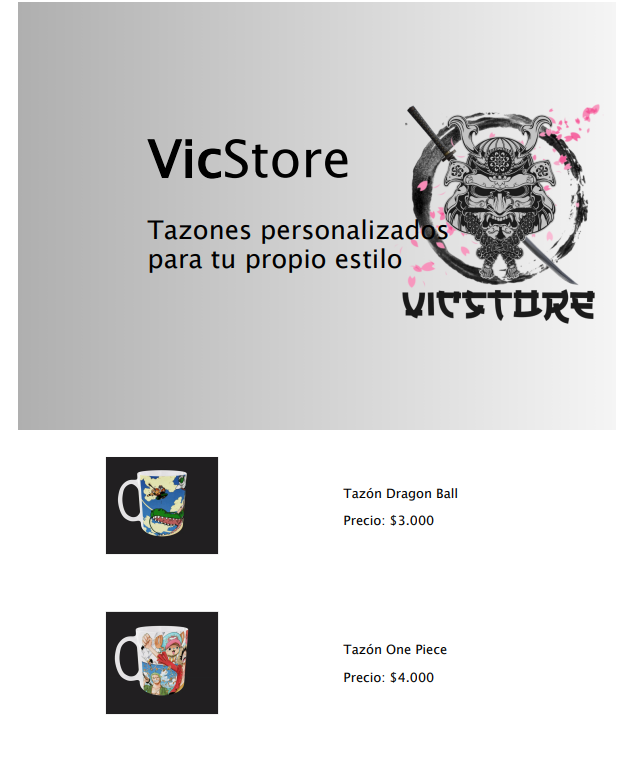 VicStore
Tazones personalizados
para tu propio estilo
VICSTORE
Tazón Dragon Ball
Precio: $3.000
Tazón One Piece
Precio: $4.000